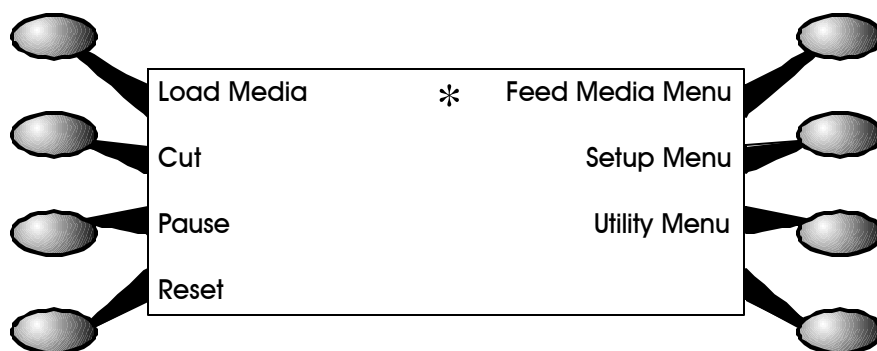 Load Media * Feed Media Menu
Cut Setup Menu
Pause Utility Menu
Reset